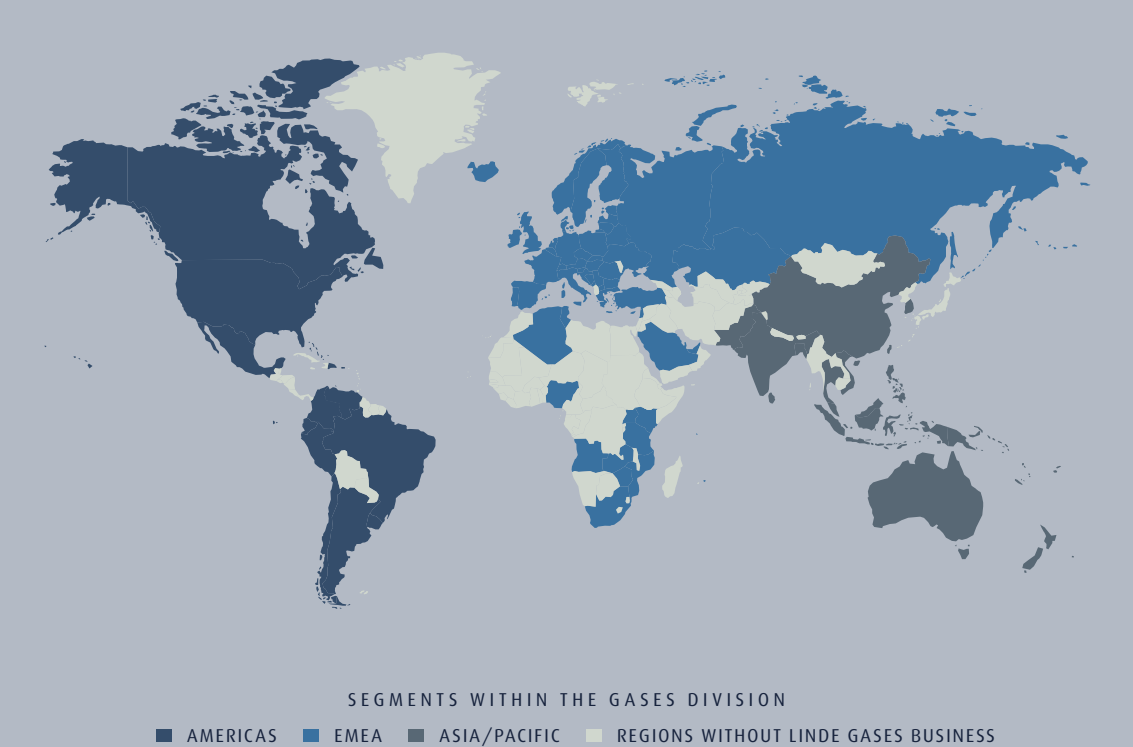 SEGMENTS WITHIN THE GASES DIVISION
AMERICAS EMEA ASIA/PACIFIC REGIONS WITHOUT LINDE GASES BUSINESS